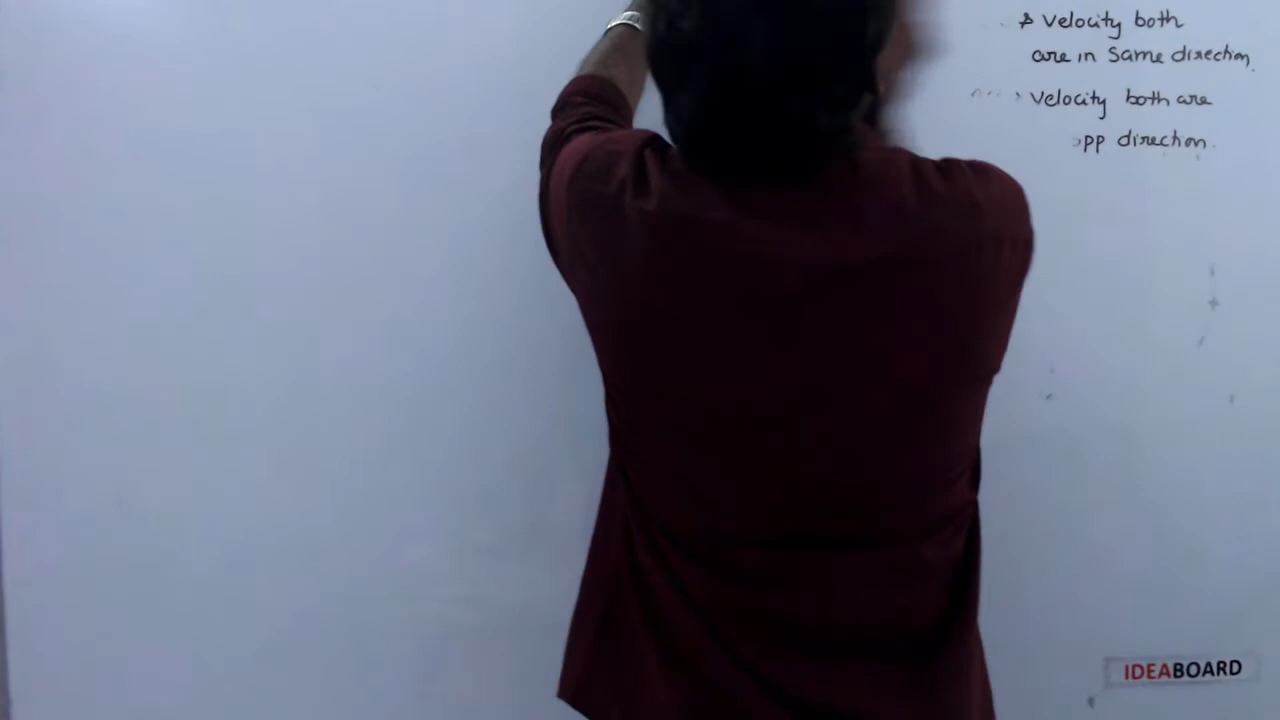 & Velocity both
are in Same direction.
Velocity both are
pp direction.
IDEABOARD